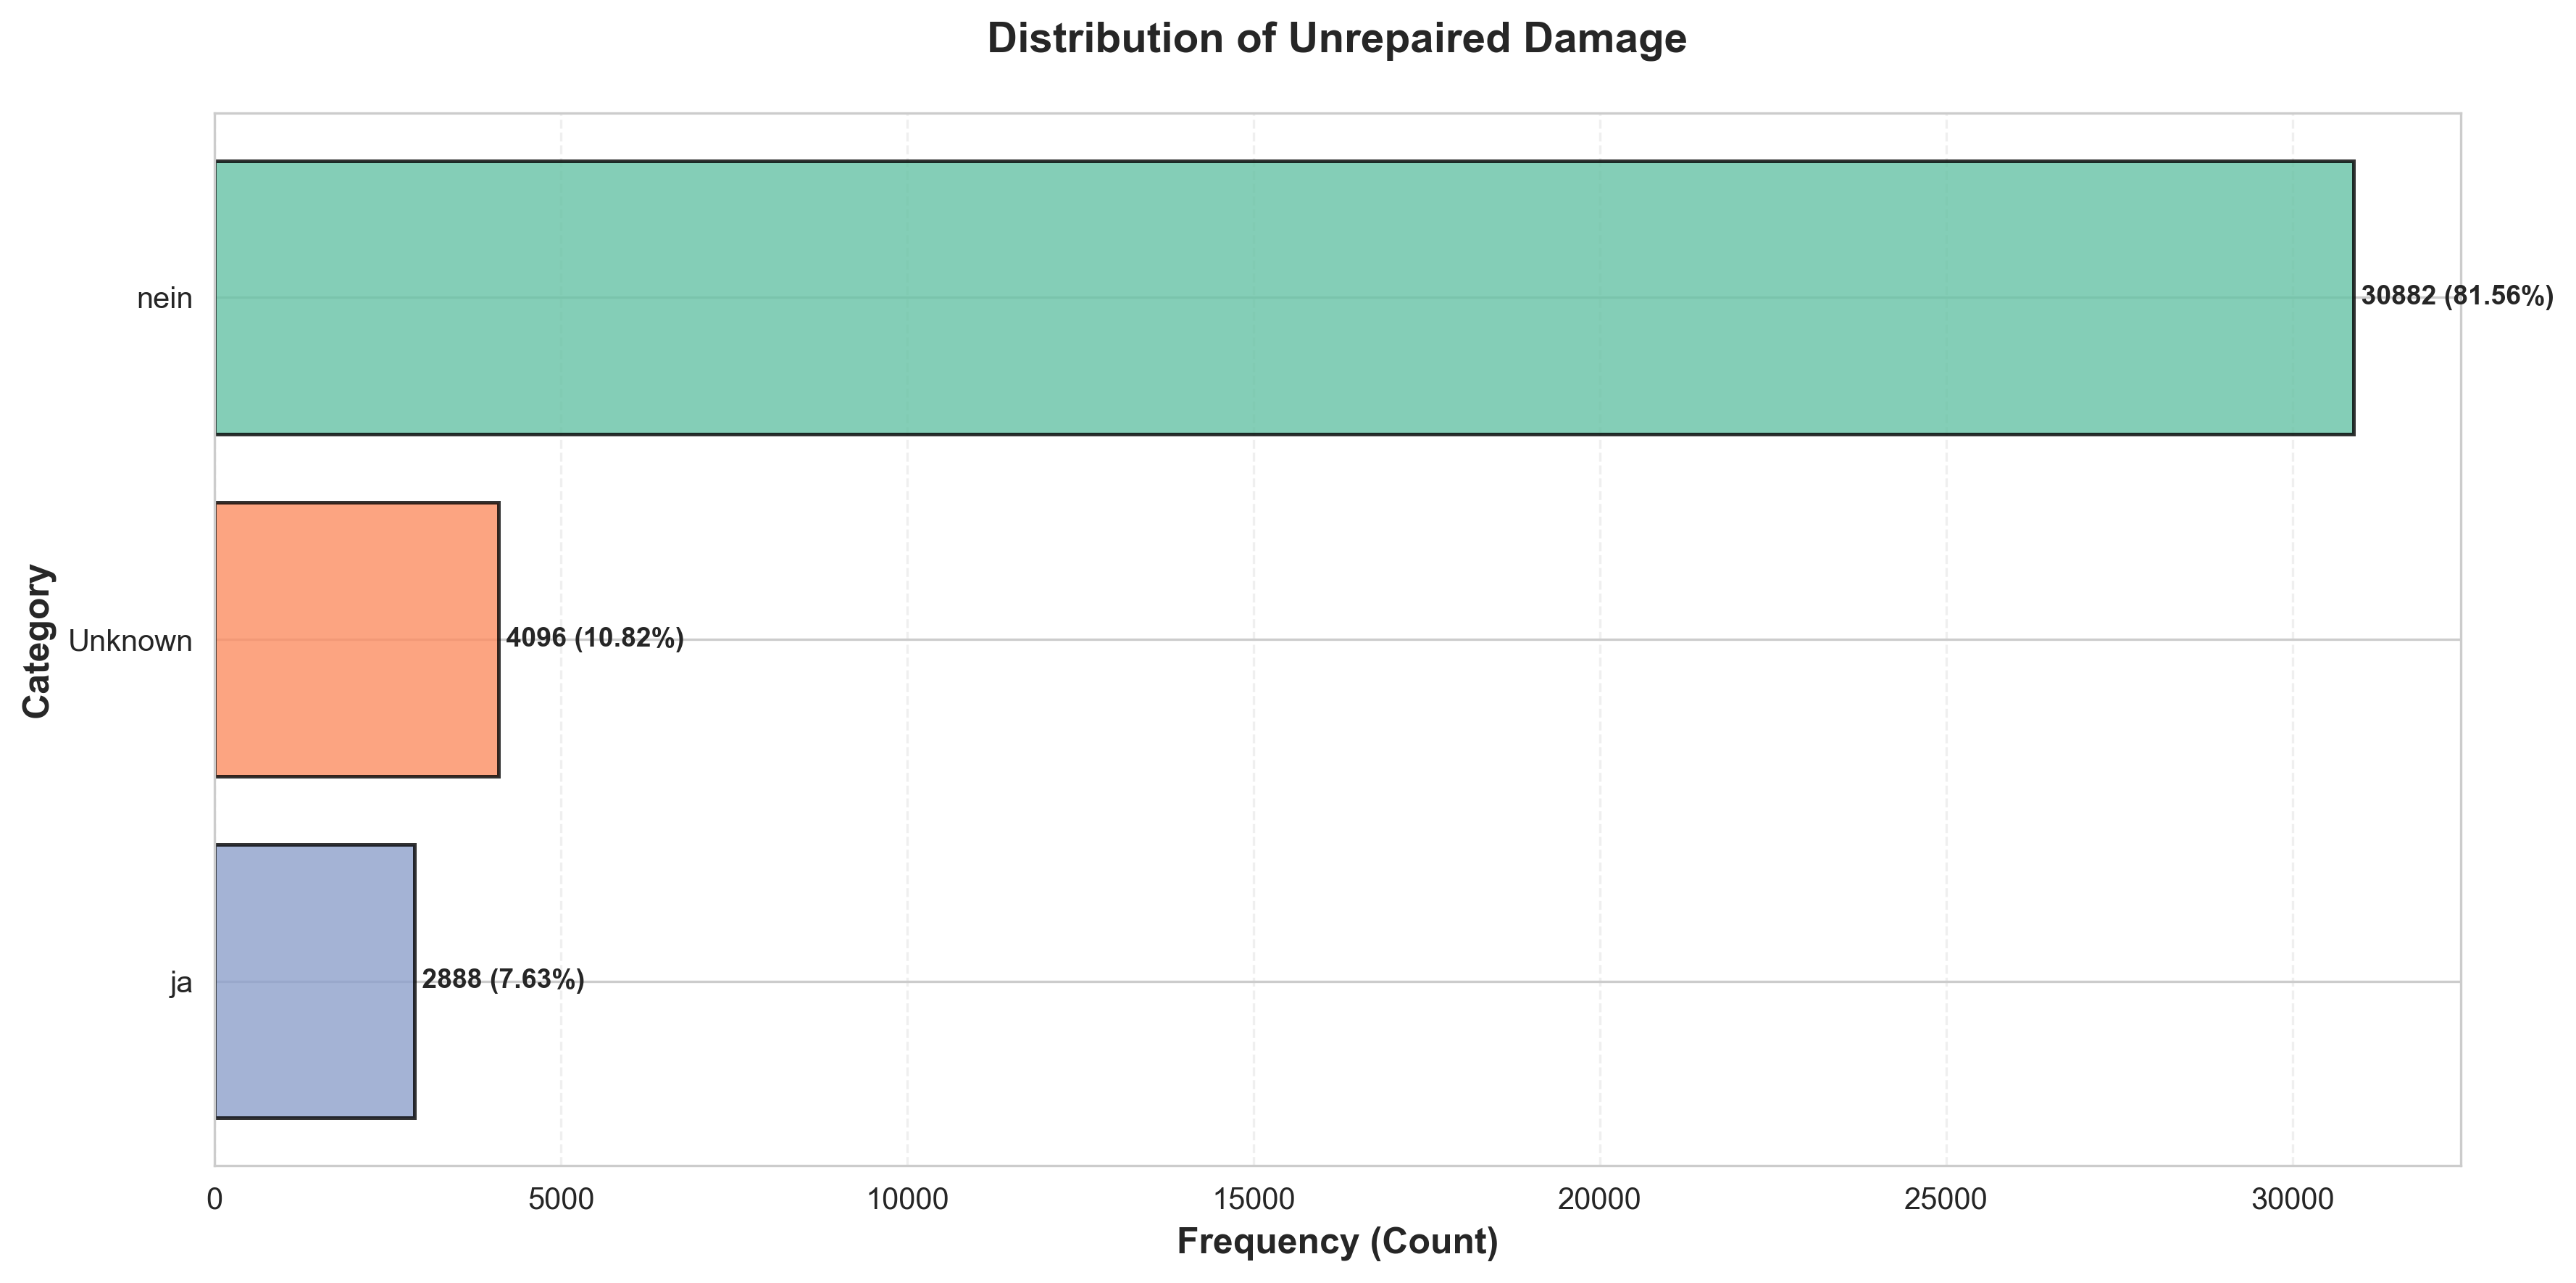 Distribution of Unrepaired Damage
nein
30882 (81.56%)
Unknown
4096 (10.82%)
ja
2888 (7.63%)
Category
0 5000 10000 15000 20000 25000 30000
Frequency (Count)